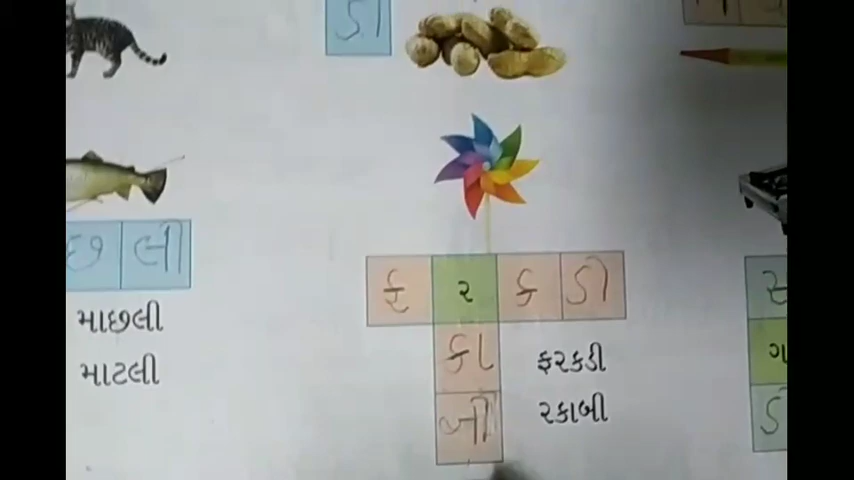 ડી
છ લી
માછલી
માટલી
ફ ર ક ડી
કા
બી
ફરકડી
રકાબી
સ
ગ
ડી